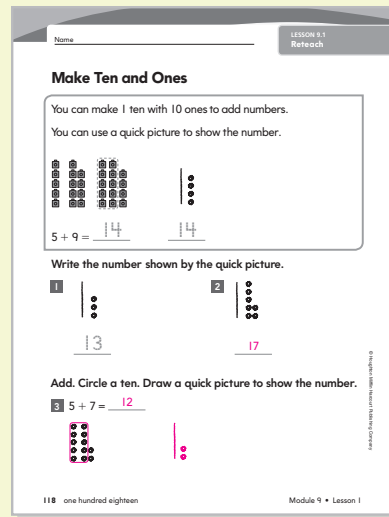 Name
LESSON 9.1
Reteach
Make Ten and Ones
You can make 1 ten with 10 ones to add numbers.
You can use a quick picture to show the number.
5 + 9 = 14 14
Write the number shown by the quick picture.
1 2
13 17
Add. Circle a ten. Draw a quick picture to show the number.
3 5 + 7 = 12
© Houghton Mifflin Harcourt Publishing Company
118 one hundred eighteen Module 9 • Lesson 1